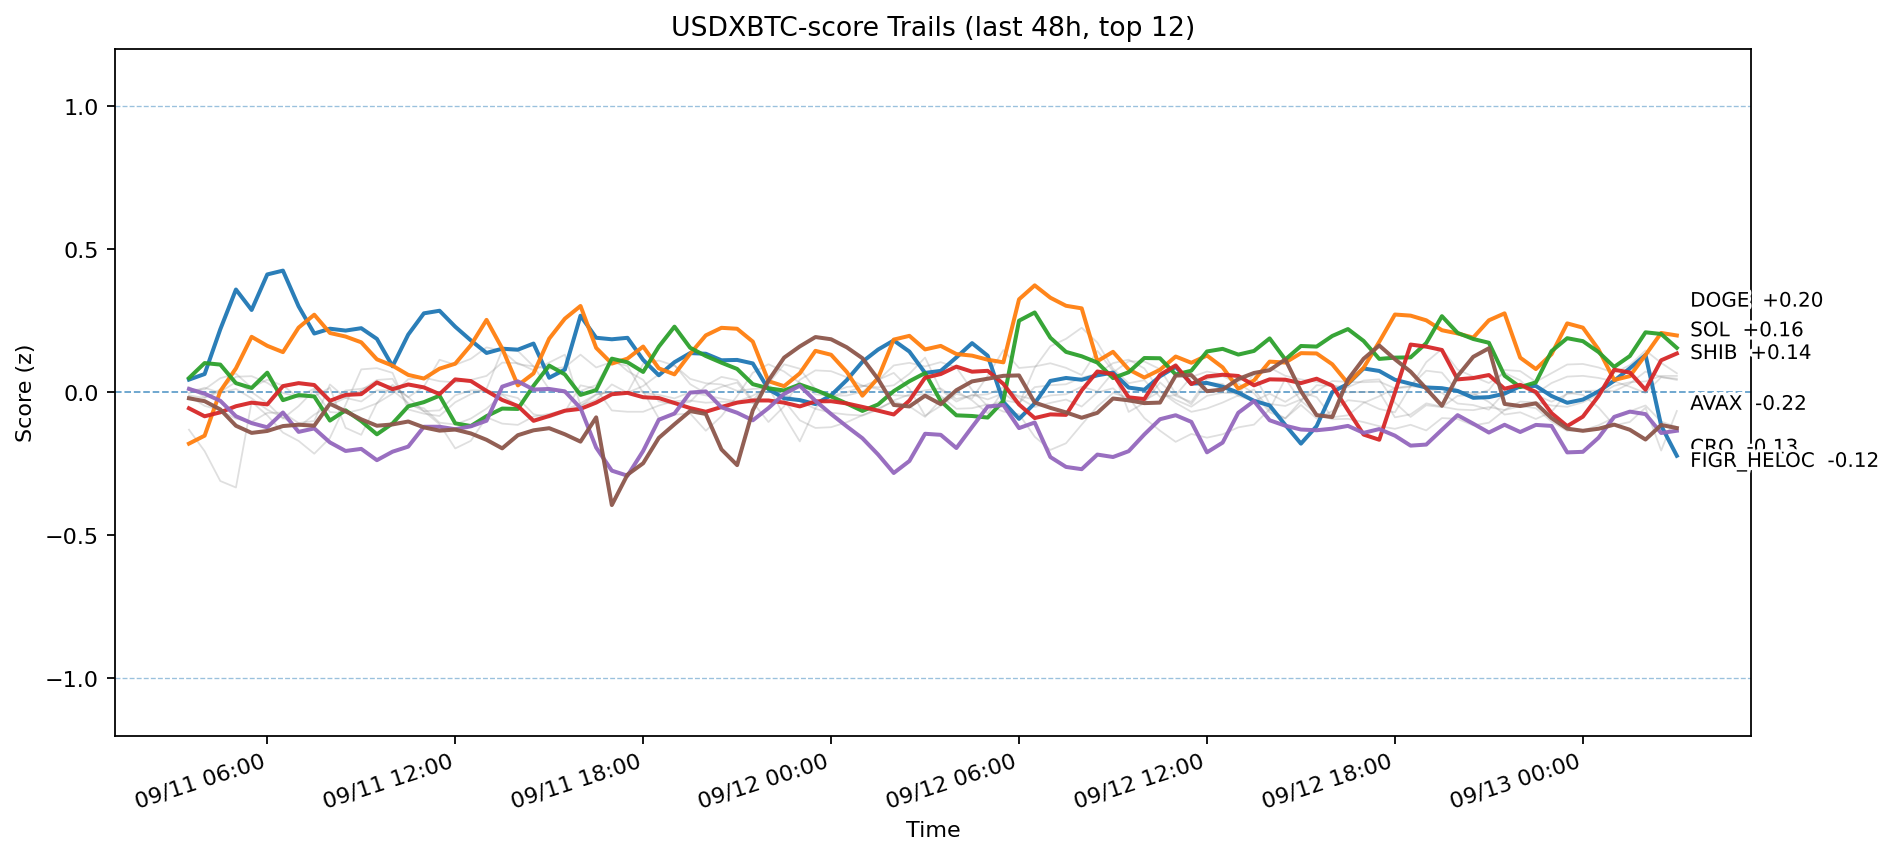 USDXBTC-score Trails (last 48h, top 12)
Score (z)
1.0
0.5
0.0
−0.5
−1.0
DOGE +0.20
SOL +0.16
SHIB +0.14
AVAX -0.22
CRO -0.13
FIGR_HELOC -0.12
09/11 06:00
09/11 12:00
09/11 18:00
09/12 00:00
09/12 06:00
09/12 12:00
09/12 18:00
09/13 00:00
Time